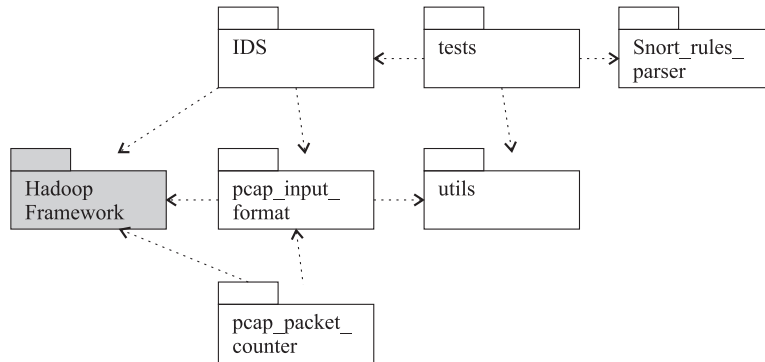 IDS
tests
Snort_rules_
parser
Hadoop
Framework
pcap_input_
format
utils
pcap_packet_
counter